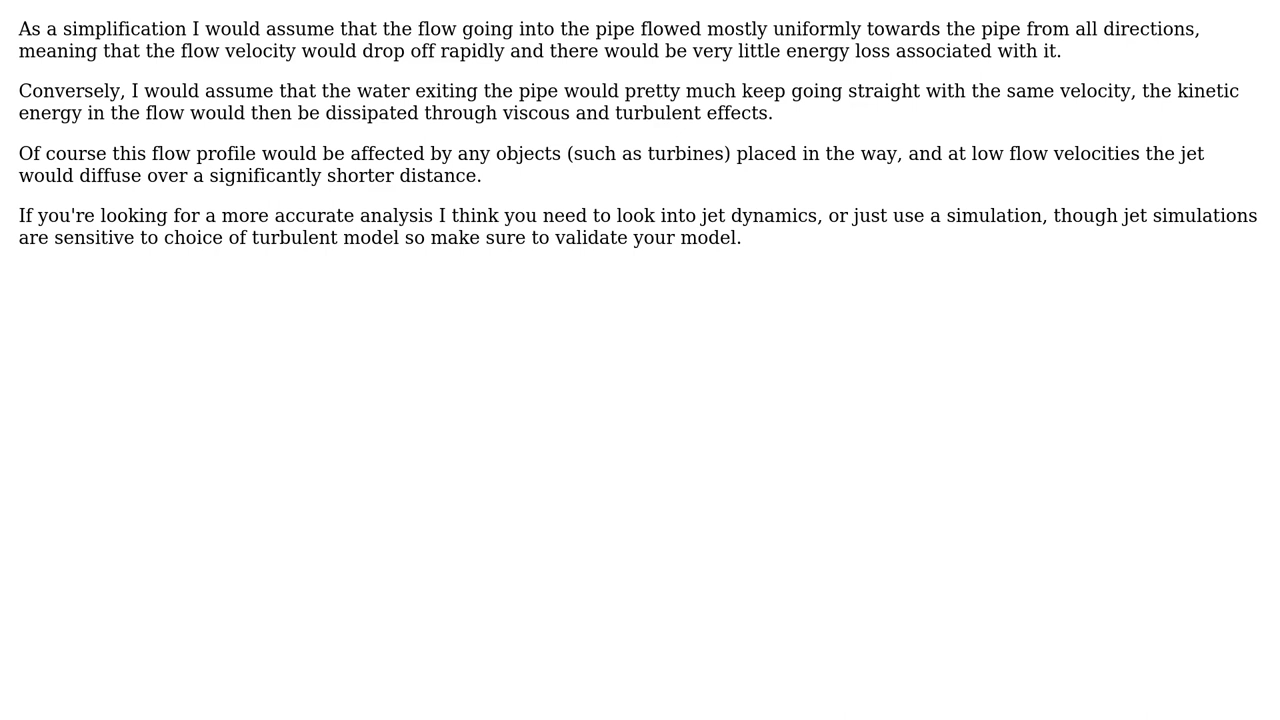 As a simplification I would assume that the flow going into the pipe flowed mostly uniformly towards the pipe from all directions,
meaning that the flow velocity would drop off rapidly and there would be very little energy loss associated with it.
Conversely, I would assume that the water exiting the pipe would pretty much keep going straight with the same velocity, the kinetic
energy in the flow would then be dissipated through viscous and turbulent effects.
Of course this flow profile would be affected by any objects (such as turbines) placed in the way, and at low flow velocities the jet
would diffuse over a significantly shorter distance.
If you're looking for a more accurate analysis I think you need to look into jet dynamics, or just use a simulation, though jet simulations
are sensitive to choice of turbulent model so make sure to validate your model.